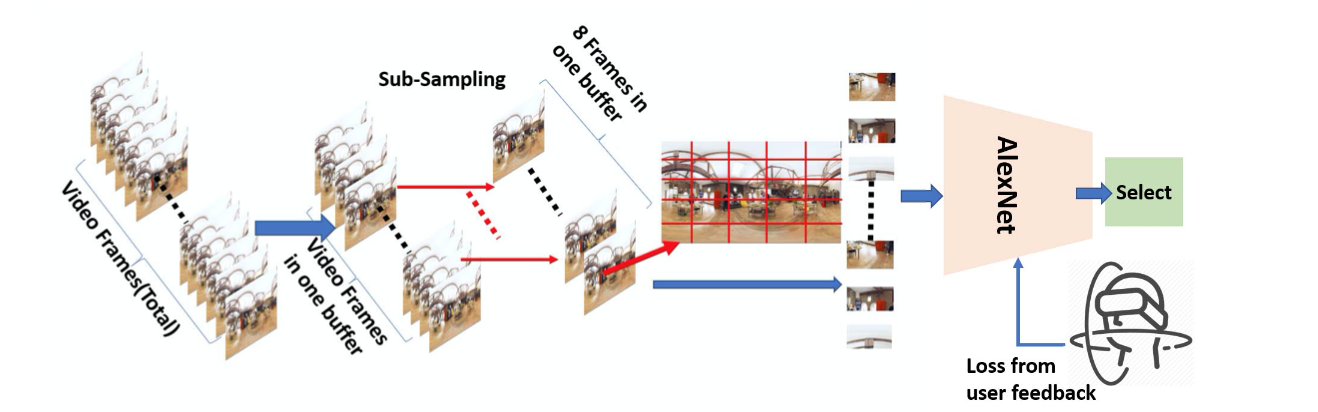 Sub-Sampling
8 Frames in
one buffer
Video Frames(Total)
Video Frames
in one buffer
AlexNet
Select
Loss from
user feedback